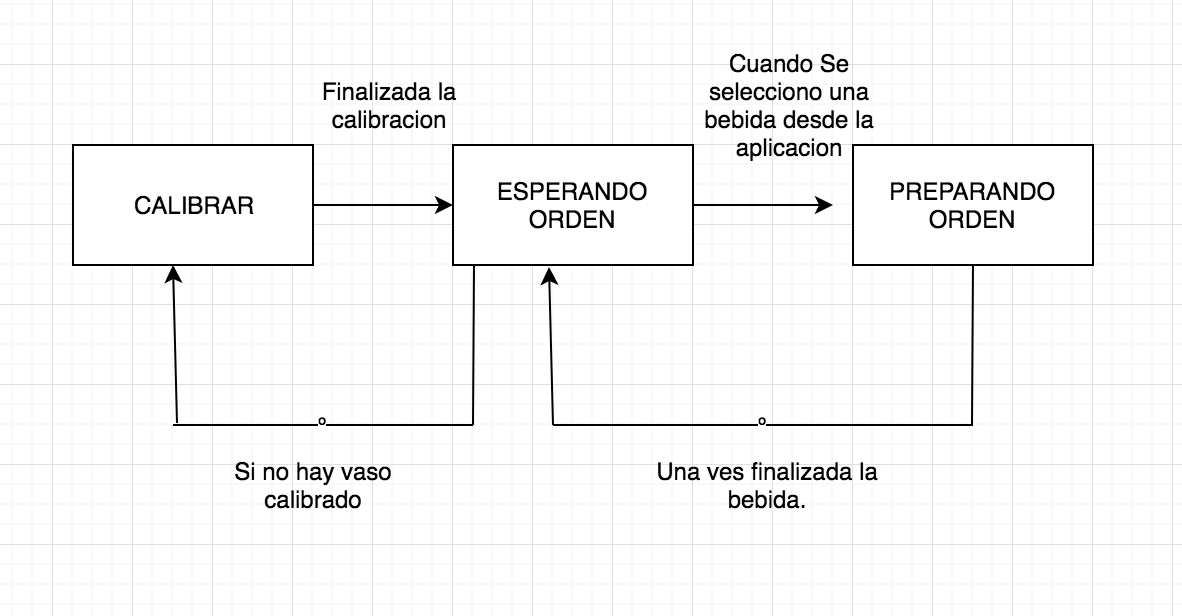 Finalizada la
calibracion
Cuando Se
selecciono una
bebida desde la
aplicacion
CALIBRAR
ESPERANDO
ORDEN
PREPARANDO
ORDEN
Si no hay vaso
calibrado
Una ves finalizada la
bebida.